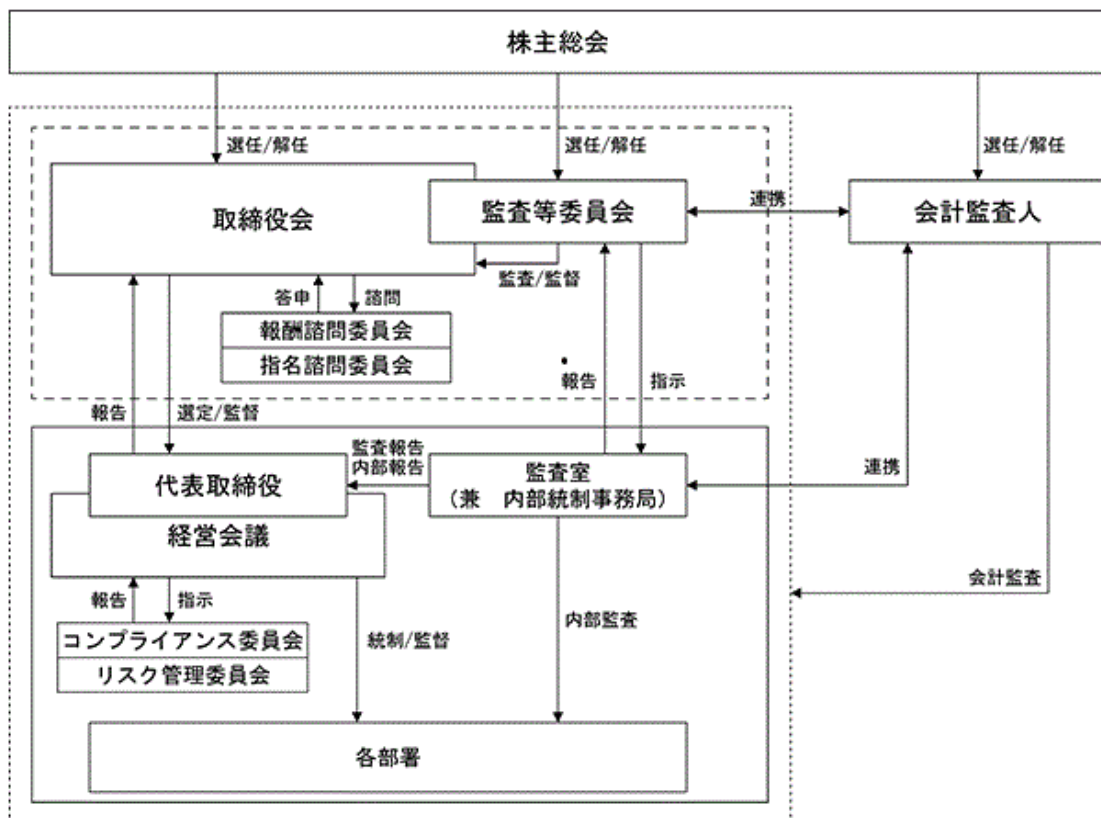 株主総会
選任/解任
選任/解任
選任/解任
取締役会
監査等委員会
連携
会計監査人
監査/監督
答申
諮問
報酬諮問委員会
指名諮問委員会
報告
指示
報告
選定/監督
監査報告
内部報告
代表取締役
監査室
(兼 内部統制事務局)
連携
経営会議
会計監査
報告
指示
内部監査
コンプライアンス委員会
統制/監督
リスク管理委員会
各部署